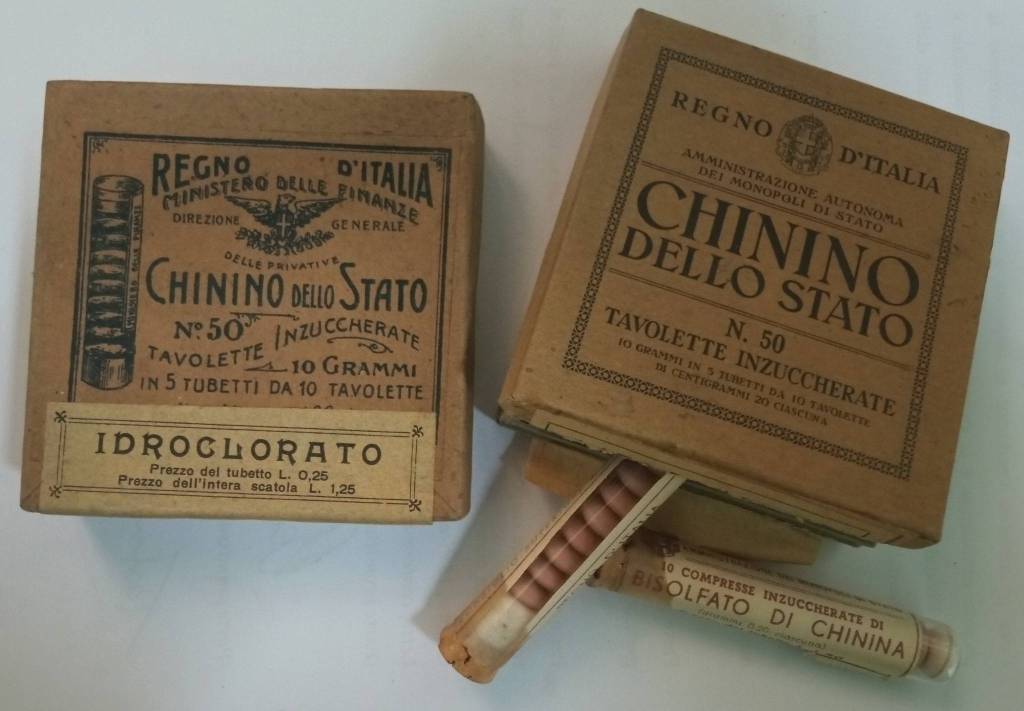 REGNO D'ITALIA
MINISTERO DELLE FINANZE
DIREZIONE GENERALE
DELLE PRIVATIVE
CHININO DELLO STATO
No. 50 INZUCCHERATE
TAVOLETTE 10 GRAMMI
IN 5 TUBETTI DA 10 TAVOLETTE
IDROCLORATO
Prezzo del tubetto L. 0,25
Prezzo dell'intera scatola L. 1,25
REGNO D'ITALIA
AMMINISTRAZIONE AUTONOMA
DEI MONOPOLI DI STATO
CHININO
DELLO STATO
N. 50
TAVOLETTE INZUCCHERATE
10 GRAMMI IN 5 TUBETTI DA 10 TAVOLETTE
DI CENTIGRAMMI 20 CIASCUNA
10 COMPRESSE INZUCCHERATE DI
BISOLFATO DI CHININA